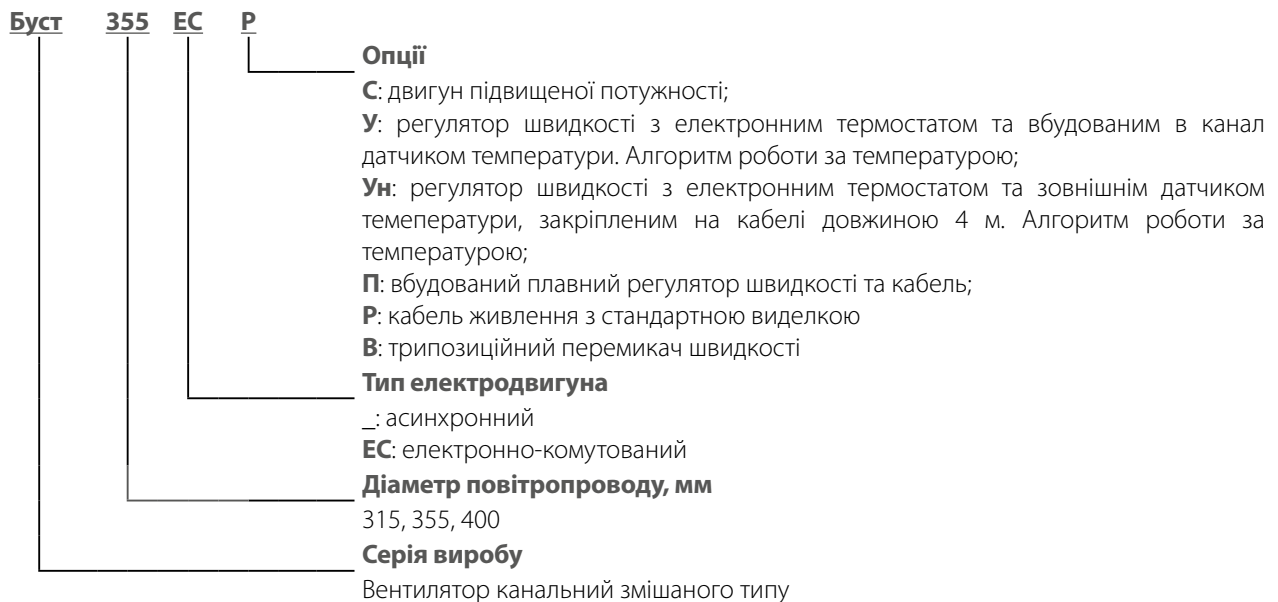 Буст 355 ЕС Р
Опції
С: двигун підвищеної потужності;
У: регулятор швидкості з електронним термостатом та вбудованим в канал
датчиком температури. Алгоритм роботи за температурою;
Ун: регулятор швидкості з електронним термостатом та зовнішнім датчиком
темеператури, закріпленим на кабелі довжиною 4 м. Алгоритм роботи за
температурою;
П: вбудований плавний регулятор швидкості та кабель;
Р: кабель живлення з стандартною виделкою
В: трипозиційний перемикач швидкості
Тип електродвигуна
_: асинхронний
ЕС: електронно-комутований
Діаметр повітропроводу, мм
315, 355, 400
Серія виробу
Вентилятор канальний змішаного типу